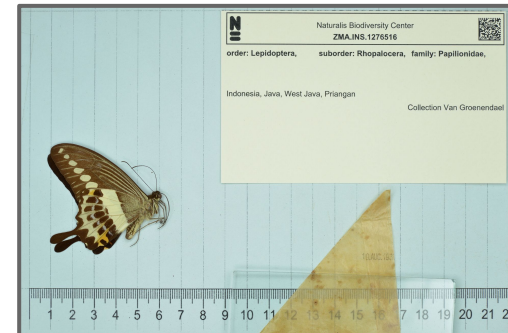 Naturalis Biodiversity Center
ZMA.INS.1276516
order: Lepidoptera, suborder: Rhopalocera, family: Papilionidae,
Indonesia, Java, West Java, Priangan
Collection Van Groenendael
1 2 3 4 5 6 7 8 9 10 11 12 13 14 15 16 17 18 19 20 21 2